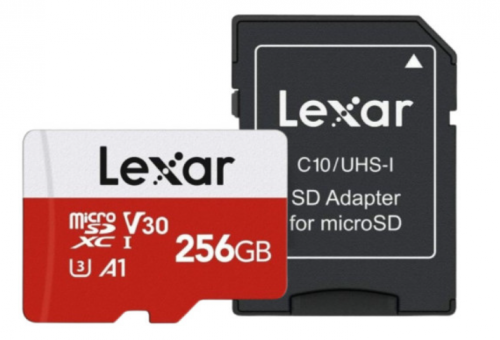 Lexar
micro SD XC I V30
U3 A1
256GB
Lexar
C10/UHS-I
SD Adapter
for microSD